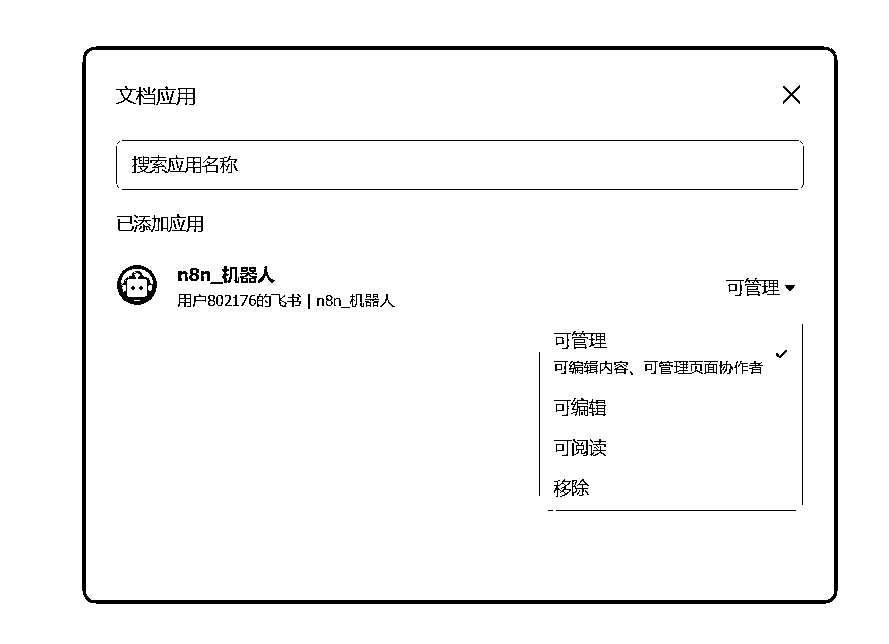 文档应用
搜索应用名称
已添加应用
n8n_机器人
用户802176的飞书 | n8n_机器人
可管理
可管理
可编辑内容、可管理页面协作者
可编辑
可阅读
移除